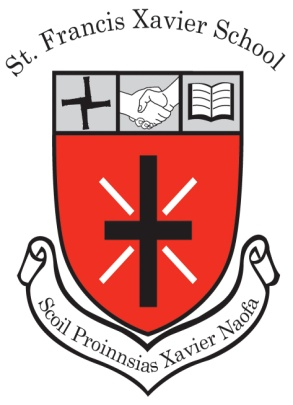 St. Francis Xavier School
Scoil Proinnsias Xavier Naofa